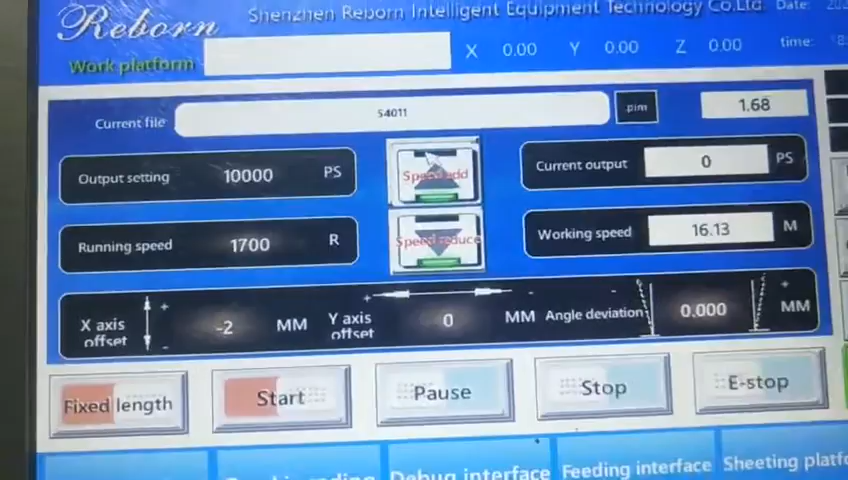 Reborn
Shenzhen Reborn Intelligent Equipment Technology Co.Ltd. Date:
Work platform
X 0.00 Y 0.00 Z 0.00 time:
Current file 54011 pim 1.68
Output setting 10000 PS
Speed add
Current output 0 PS
Running speed 1700 R
Speed reduce
Working speed 16.13 M
X axis offset + - -2 MM
Y axis offset + - 0 MM
Angle deviation - 0.000 + MM
Fixed length Start Pause Stop E-stop
Debug interface Feeding interface Sheeting